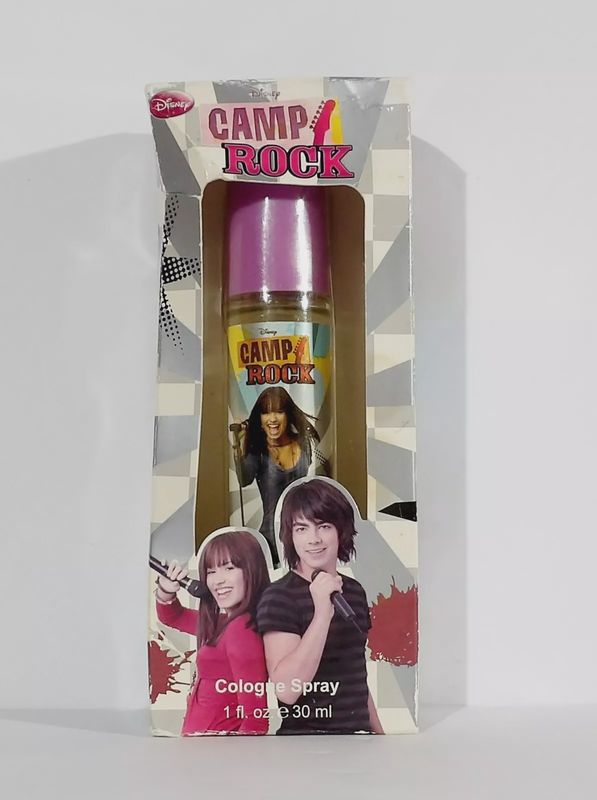 Disney
Disney
CAMP
ROCK
Disney
CAMP
ROCK
Cologne Spray
1 fl. oz. e 30 ml